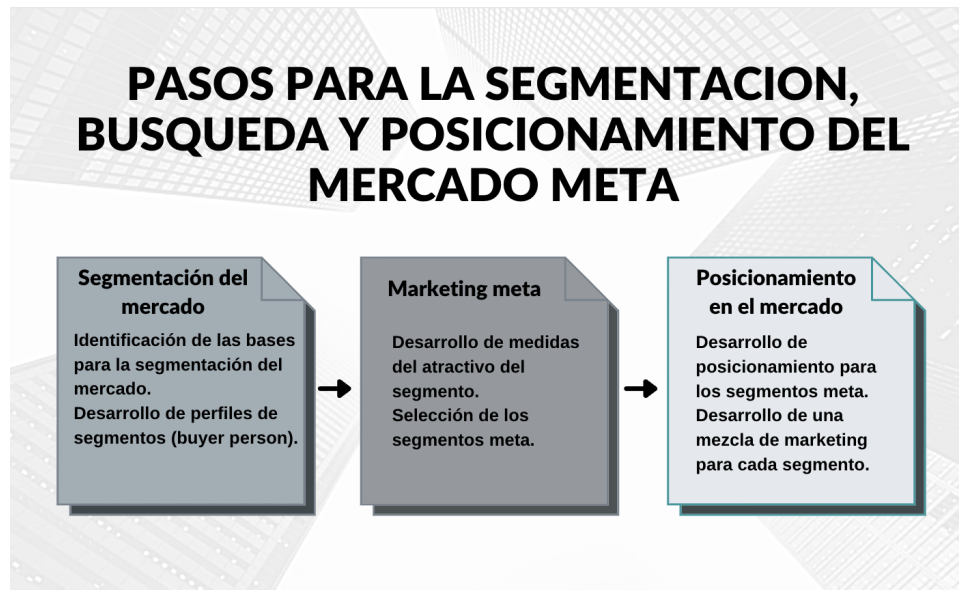 PASOS PARA LA SEGMENTACION,
BUSQUEDA Y POSICIONAMIENTO DEL
MERCADO META
Segmentación del
mercado
Identificación de las bases
para la segmentación del
mercado.
Desarrollo de perfiles de
segmentos (buyer person).
Marketing meta
Desarrollo de medidas
del atractivo del
segmento.
Selección de los
segmentos meta.
Posicionamiento
en el mercado
Desarrollo de
posicionamiento para
los segmentos meta.
Desarrollo de una
mezcla de marketing
para cada segmento.